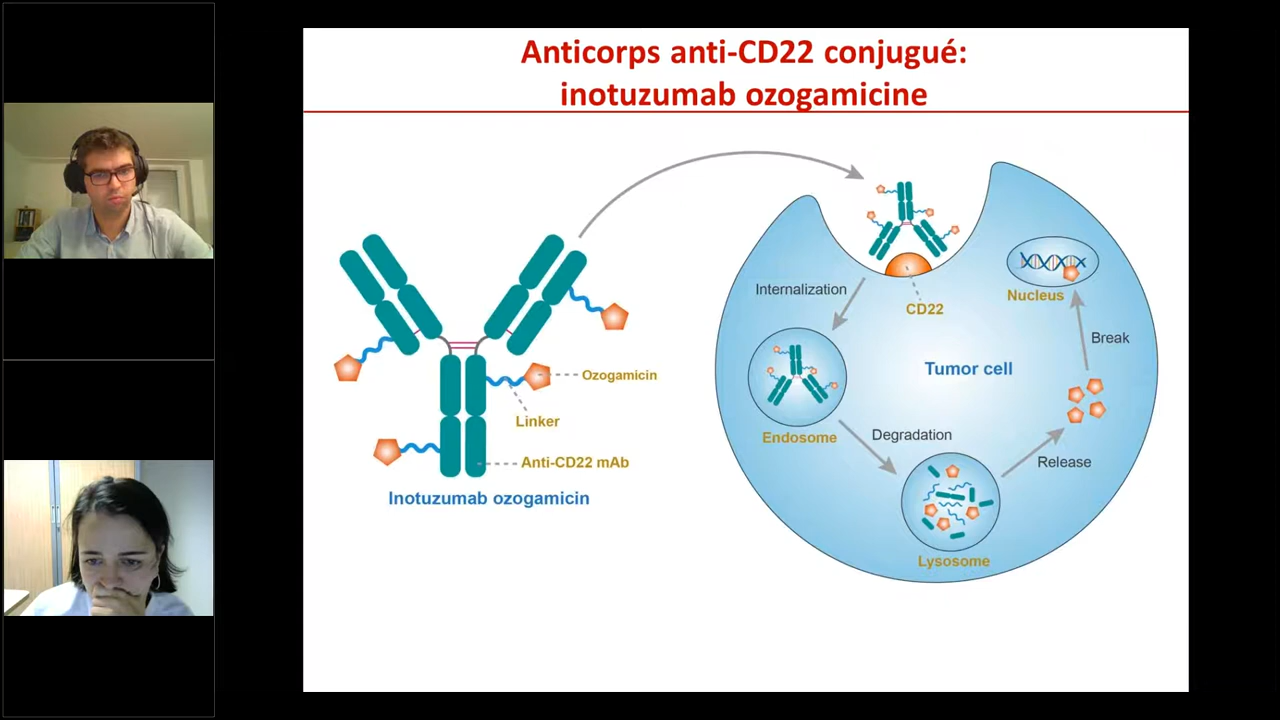 Anticorps anti-CD22 conjugué:
inotuzumab ozogamicine
Internalization
CD22
Nucleus
Break
Tumor cell
Ozogamicin
Linker
Endosome
Degradation
Anti-CD22 mAb
Release
Inotuzumab ozogamicin
Lysosome